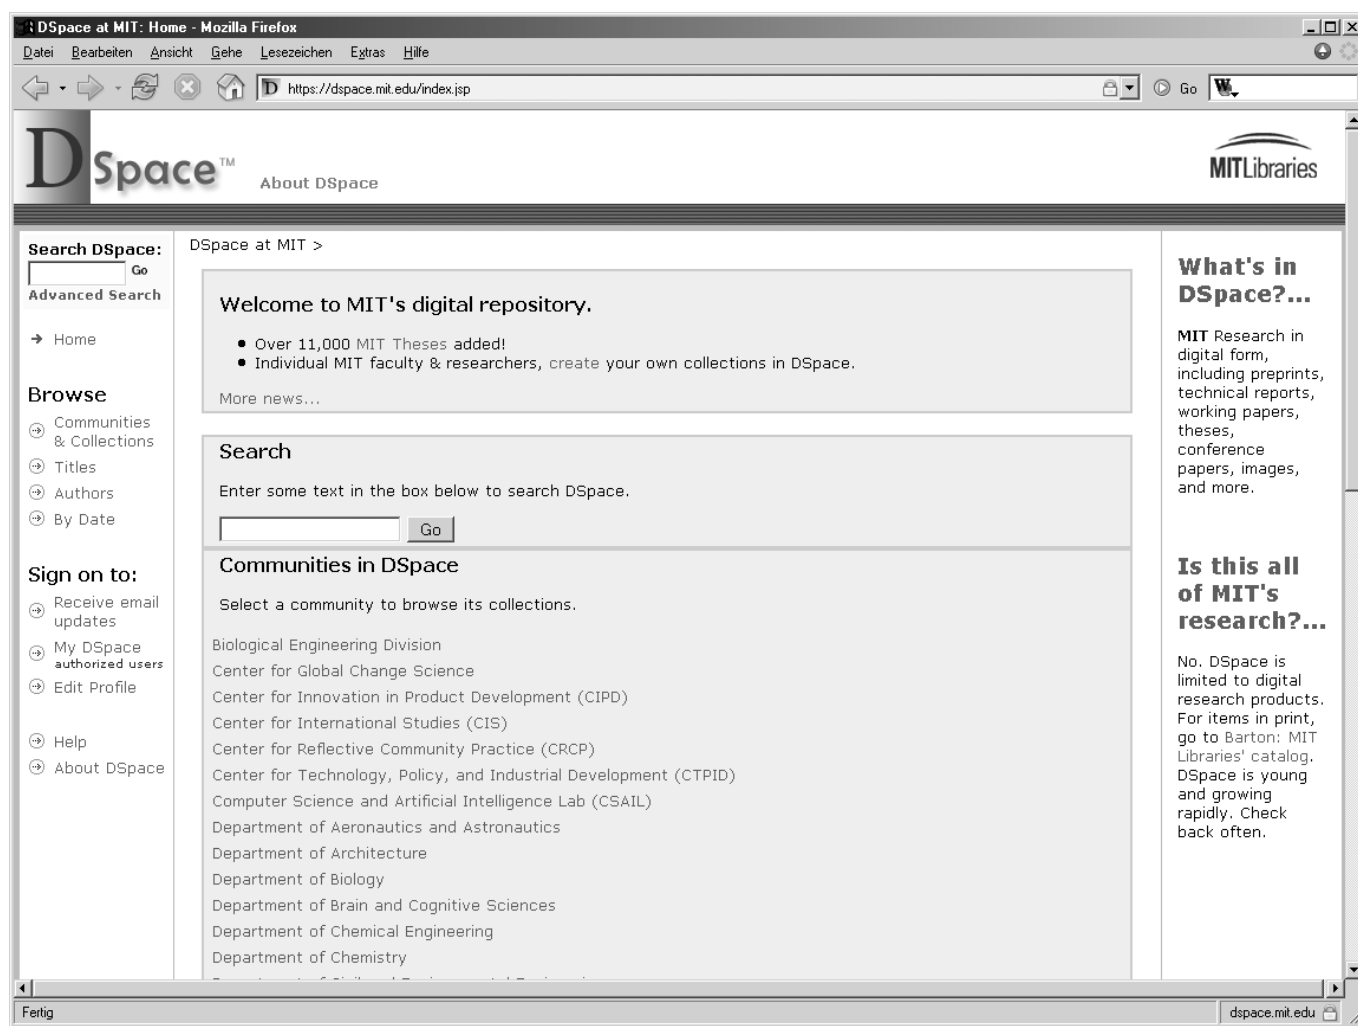 DSpace at MIT: Home - Mozilla Firefox
Datei Bearbeiten Ansicht Gehe Lesezeichen Extras Hilfe
https://dspace.mit.edu/index.jsp Go
DSpace™ About DSpace
MITLibraries
Search DSpace:
Go
Advanced Search
Home
Browse
Communities
& Collections
Titles
Authors
By Date
Sign on to:
Receive email
updates
My DSpace
authorized users
Edit Profile
Help
About DSpace
DSpace at MIT >
Welcome to MIT's digital repository.
Over 11,000 MIT Theses added!
Individual MIT faculty & researchers, create your own collections in DSpace.
More news...
Search
Enter some text in the box below to search DSpace.
Go
Communities in DSpace
Select a community to browse its collections.
Biological Engineering Division
Center for Global Change Science
Center for Innovation in Product Development (CIPD)
Center for International Studies (CIS)
Center for Reflective Community Practice (CRCP)
Center for Technology, Policy, and Industrial Development (CTPID)
Computer Science and Artificial Intelligence Lab (CSAIL)
Department of Aeronautics and Astronautics
Department of Architecture
Department of Biology
Department of Brain and Cognitive Sciences
Department of Chemical Engineering
Department of Chemistry
What's in
DSpace?...
MIT Research in
digital form,
including preprints,
technical reports,
working papers,
theses,
conference
papers, images,
and more.
Is this all
of MIT's
research?...
No. DSpace is
limited to digital
research products.
For items in print,
go to Barton: MIT
Libraries' catalog.
DSpace is young
and growing
rapidly. Check
back often.
Fertig
dspace.mit.edu